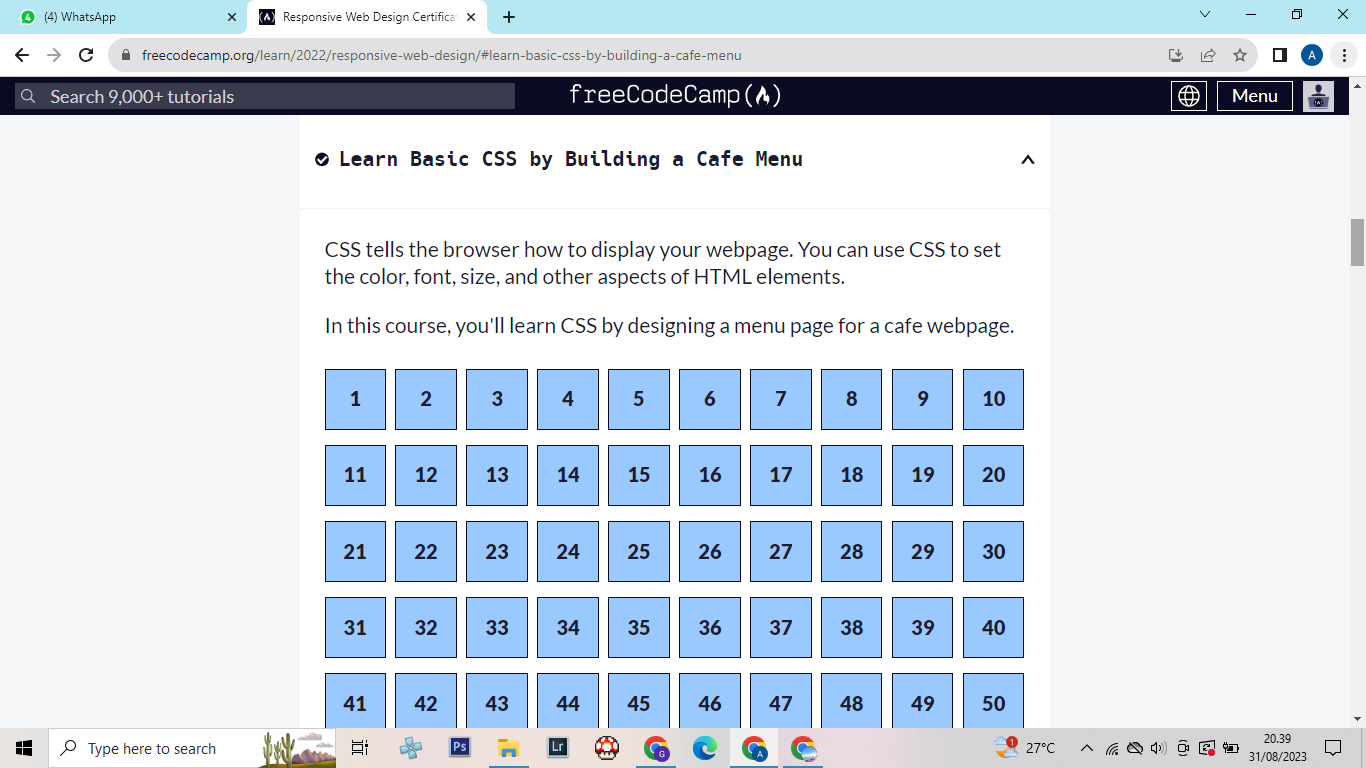 (4) WhatsApp
Responsive Web Design Certificat
freecodecamp.org/learn/2022/responsive-web-design/#learn-basic-css-by-building-a-cafe-menu
A
Search 9,000+ tutorials
freeCodeCamp
Menu
Learn Basic CSS by Building a Cafe Menu
CSS tells the browser how to display your webpage. You can use CSS to set
the color, font, size, and other aspects of HTML elements.
In this course, you'll learn CSS by designing a menu page for a cafe webpage.
1 2 3 4 5 6 7 8 9 10
11 12 13 14 15 16 17 18 19 20
21 22 23 24 25 26 27 28 29 30
31 32 33 34 35 36 37 38 39 40
41 42 43 44 45 46 47 48 49 50
Type here to search
Ps
Lr
G
A
1
27°C
20.39
31/08/2023